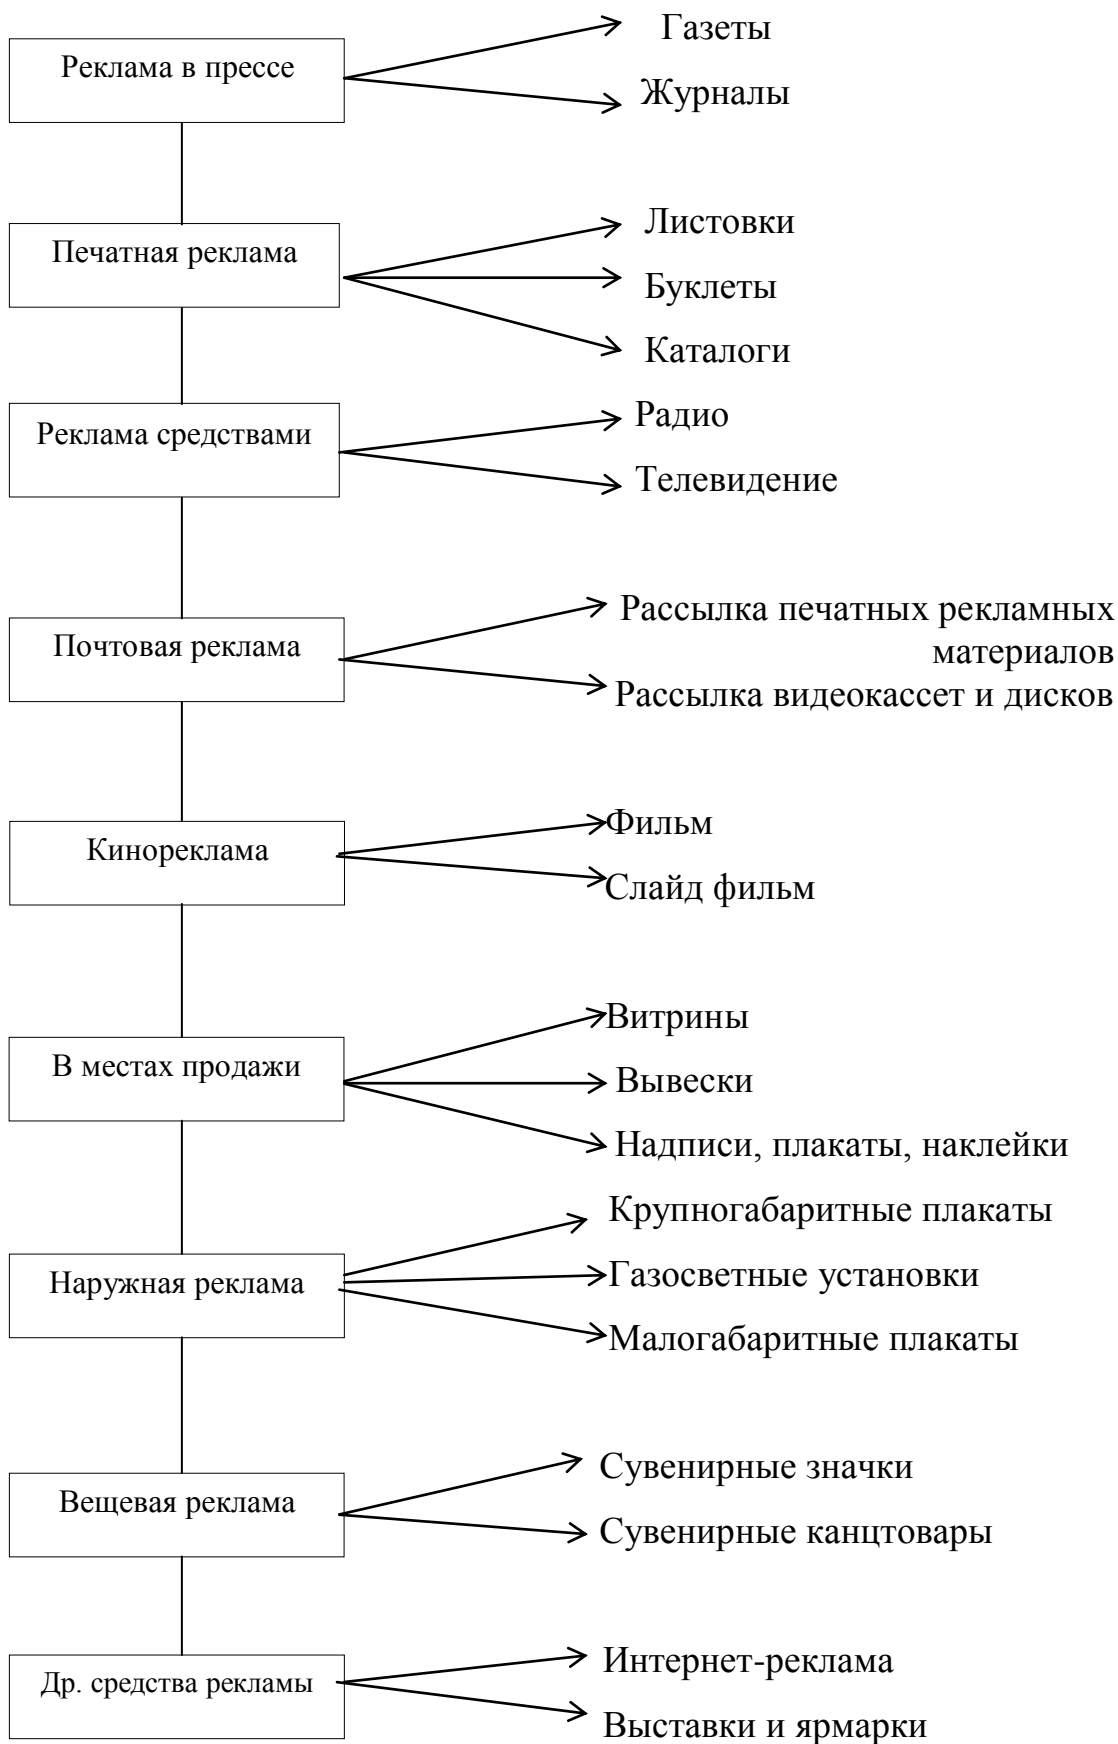 Реклама в прессе
Газеты
Журналы
Печатная реклама
Листовки
Буклеты
Каталоги
Реклама средствами
Радио
Телевидение
Почтовая реклама
Рассылка печатных рекламных
материалов
Рассылка видеокассет и дисков
Кинореклама
Фильм
Слайд фильм
В местах продажи
Витрины
Вывески
Надписи, плакаты, наклейки
Наружная реклама
Крупногабаритные плакаты
Газосветные установки
Малогабаритные плакаты
Вещевая реклама
Сувенирные значки
Сувенирные канцтовары
Др. средства рекламы
Интернет-реклама
Выставки и ярмарки